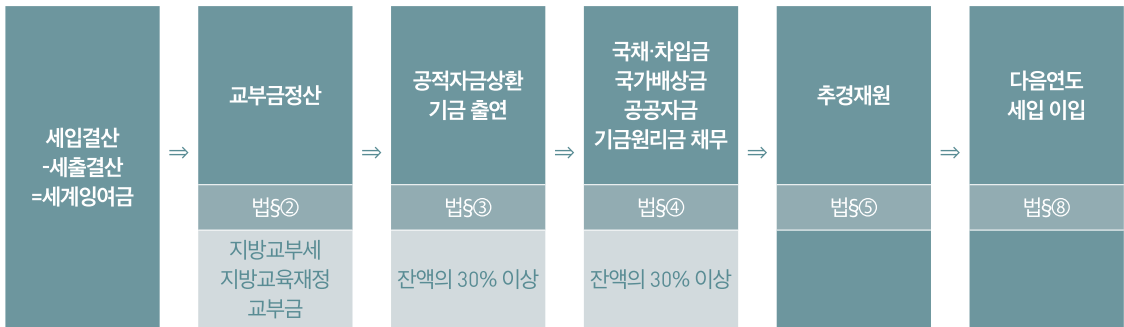 세입결산
-세출결산
=세계잉여금
⇒
교부금정산
법§②
지방교부세
지방교육재정
교부금
⇒
공적자금상환
기금 출연
법§③
잔액의 30% 이상
⇒
국채·차입금
국가배상금
공공자금
기금원리금 채무
법§④
잔액의 30% 이상
⇒
추경재원
법§⑤
⇒
다음연도
세입 이입
법§⑧